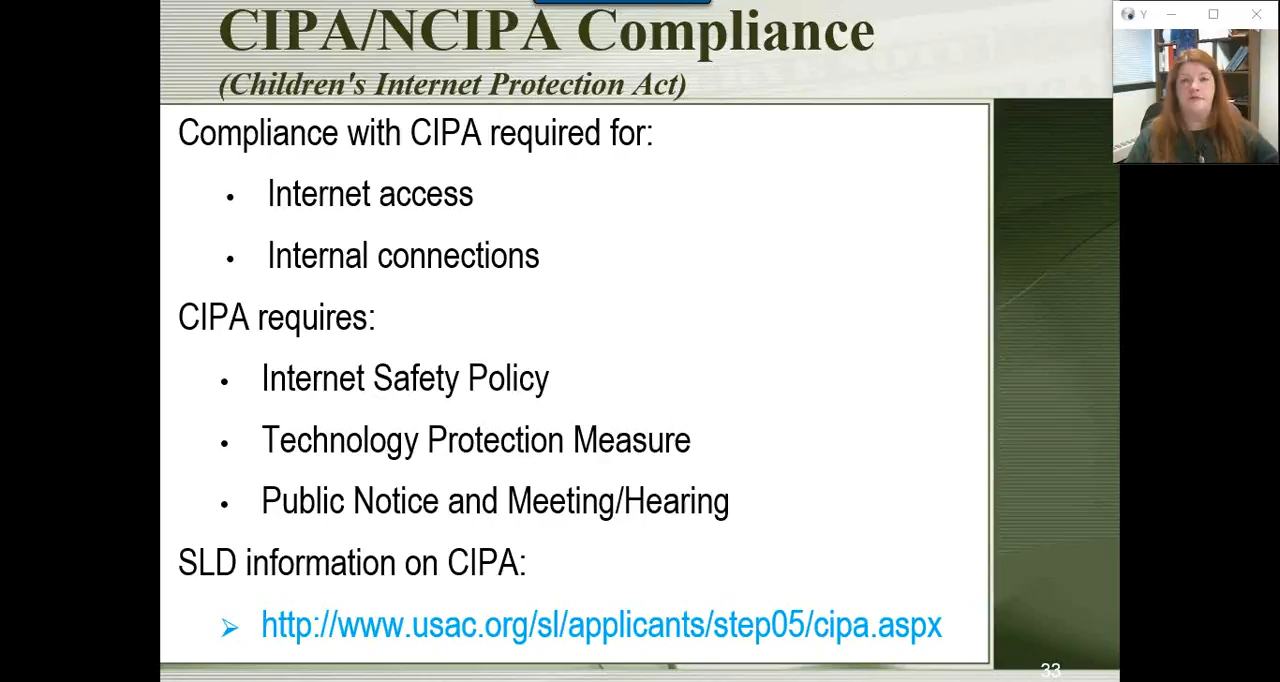 CIPA/NCIPA Compliance
(Children's Internet Protection Act)
Y
Compliance with CIPA required for:
• Internet access
• Internal connections
CIPA requires:
• Internet Safety Policy
• Technology Protection Measure
• Public Notice and Meeting/Hearing
SLD information on CIPA:
➢ http://www.usac.org/sl/applicants/step05/cipa.aspx
33